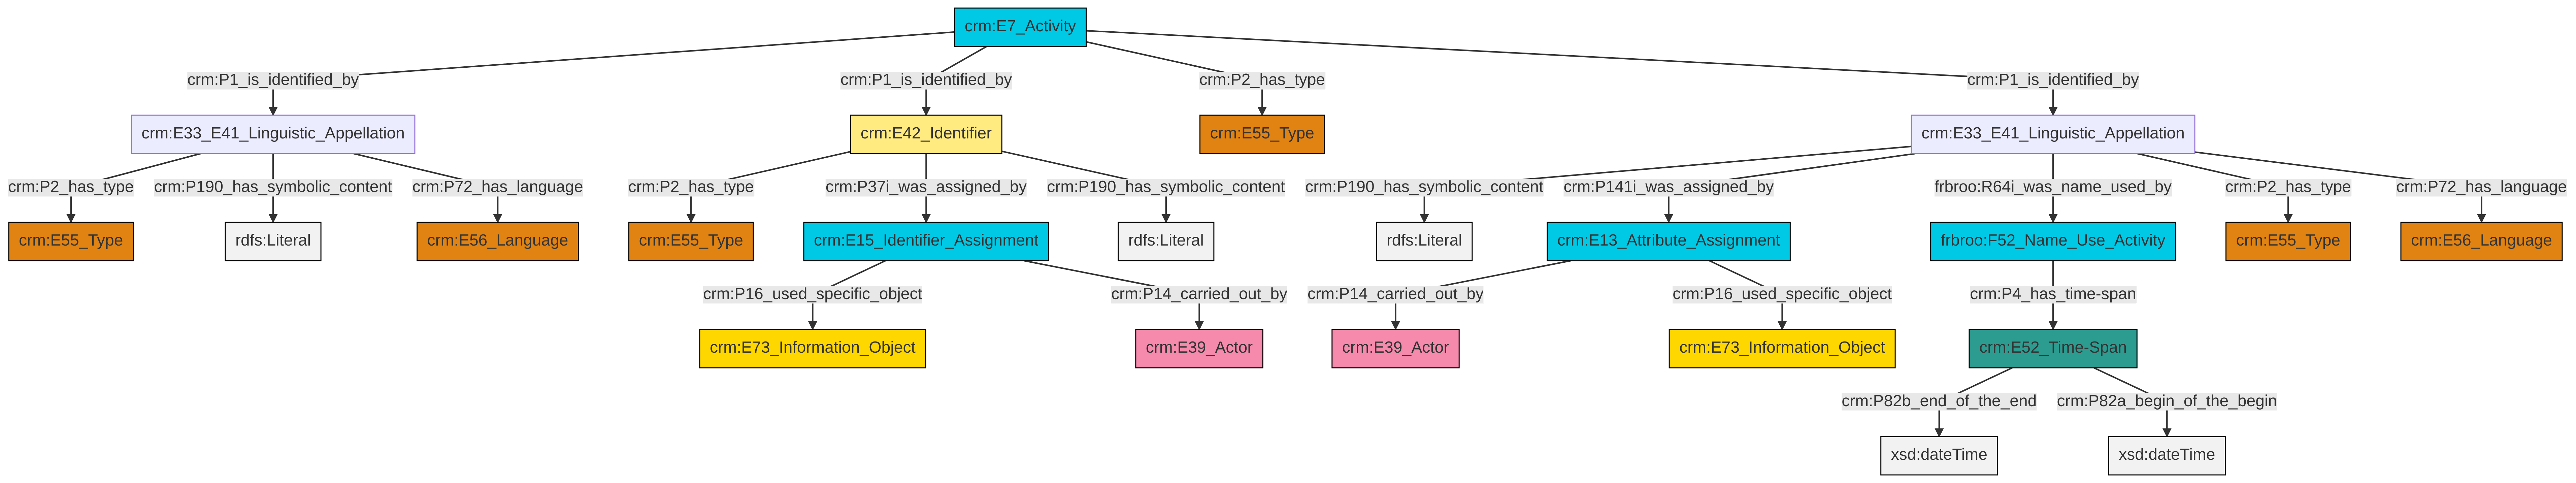 crm:E7_Activity
crm:P1_is_identified_by crm:P1_is_identified_by crm:P2_has_type crm:P1_is_identified_by
crm:E33_E41_Linguistic_Appellation crm:E42_Identifier crm:E55_Type crm:E33_E41_Linguistic_Appellation
crm:P2_has_type crm:P190_has_symbolic_content crm:P72_has_language crm:P2_has_type crm:P37i_was_assigned_by crm:P190_has_symbolic_content crm:P190_has_symbolic_content crm:P141i_was_assigned_by frbroo:R64i_was_name_used_by crm:P2_has_type crm:P72_has_language
crm:E55_Type rdfs:Literal crm:E56_Language crm:E55_Type crm:E15_Identifier_Assignment rdfs:Literal rdfs:Literal crm:E13_Attribute_Assignment frbroo:F52_Name_Use_Activity crm:E55_Type crm:E56_Language
crm:P16_used_specific_object crm:P14_carried_out_by crm:P14_carried_out_by crm:P16_used_specific_object crm:P4_has_time-span
crm:E73_Information_Object crm:E39_Actor crm:E39_Actor crm:E73_Information_Object crm:E52_Time-Span
crm:P82b_end_of_the_end crm:P82a_begin_of_the_begin
xsd:dateTime xsd:dateTime